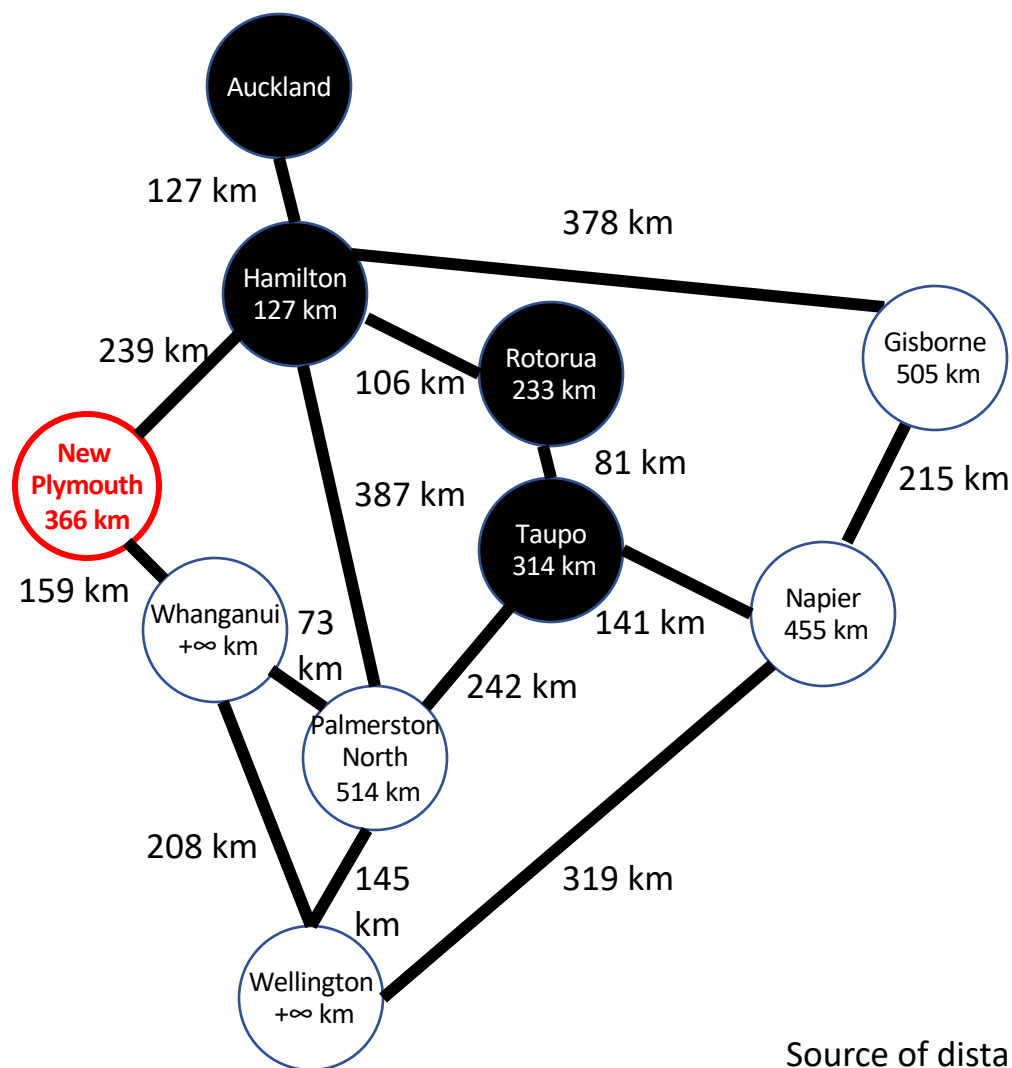 Auckland
127 km
378 km
Hamilton
127 km
Gisborne
505 km
239 km
Rotorua
233 km
106 km
New
Plymouth
366 km
387 km
81 km
215 km
Taupo
314 km
159 km
Whanganui
+∞ km
73
km
141 km
Napier
455 km
242 km
Palmerston
North
514 km
208 km
145
km
319 km
Wellington
+∞ km
Source of dista